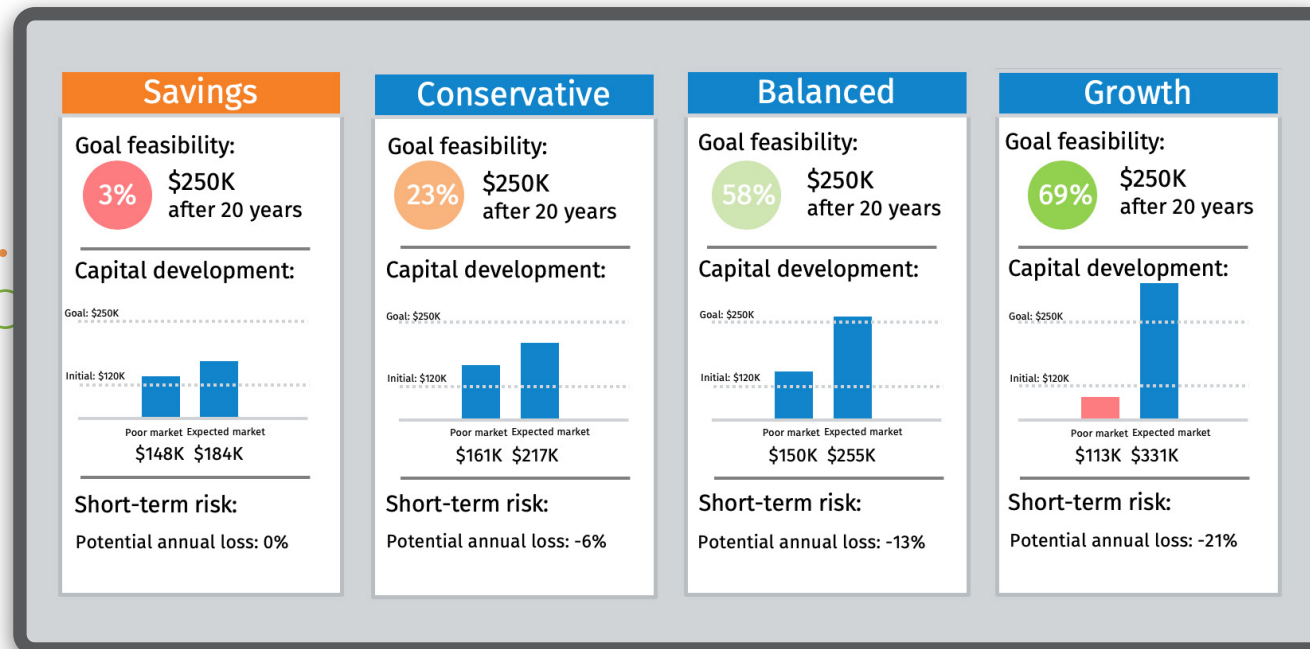 Savings
Goal feasibility:
3%
$250K
after 20 years
Capital development:
Goal: $250K
Initial: $120K
Poor market Expected market
$148K $184K
Short-term risk:
Potential annual loss: 0%
Conservative
Goal feasibility:
23%
$250K
after 20 years
Capital development:
Goal: $250K
Initial: $120K
Poor market Expected market
$161K $217K
Short-term risk:
Potential annual loss: -6%
Balanced
Goal feasibility:
58%
$250K
after 20 years
Capital development:
Goal: $250K
Initial: $120K
Poor market Expected market
$150K $255K
Short-term risk:
Potential annual loss: -13%
Growth
Goal feasibility:
69%
$250K
after 20 years
Capital development:
Goal: $250K
Initial: $120K
Poor market Expected market
$113K $331K
Short-term risk:
Potential annual loss: -21%